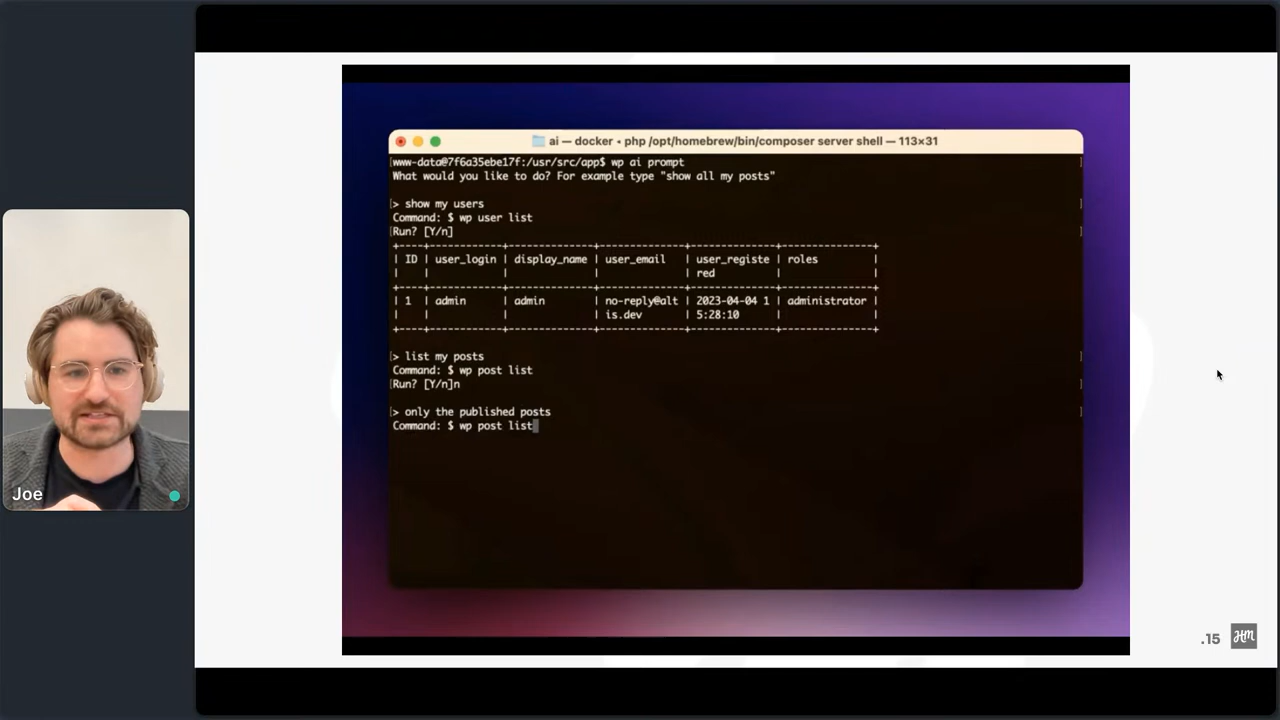 ai — docker • php /opt/homebrew/bin/composer server shell — 113×31
[www-data@7f6a35ebe17f:/usr/src/app$ wp ai prompt ]
What would you like to do? For example type "show all my posts"
[> show my users ]
Command: $ wp user list
[Run? [Y/n] ]
+----+------------+--------------+------------+--------------+--------------+
| ID | user_login | display_name | user_email | user_registe | roles |
| | | | | red | |
+----+------------+--------------+------------+--------------+--------------+
| 1 | admin | admin | no-reply@alt | 2023-04-04 1 | administrator |
| | | | is.dev | 5:28:10 | |
+----+------------+--------------+------------+--------------+--------------+
[> list my posts ]
Command: $ wp post list
[Run? [Y/n]n ]
[> only the published posts ]
Command: $ wp post list
Joe
.15 HM